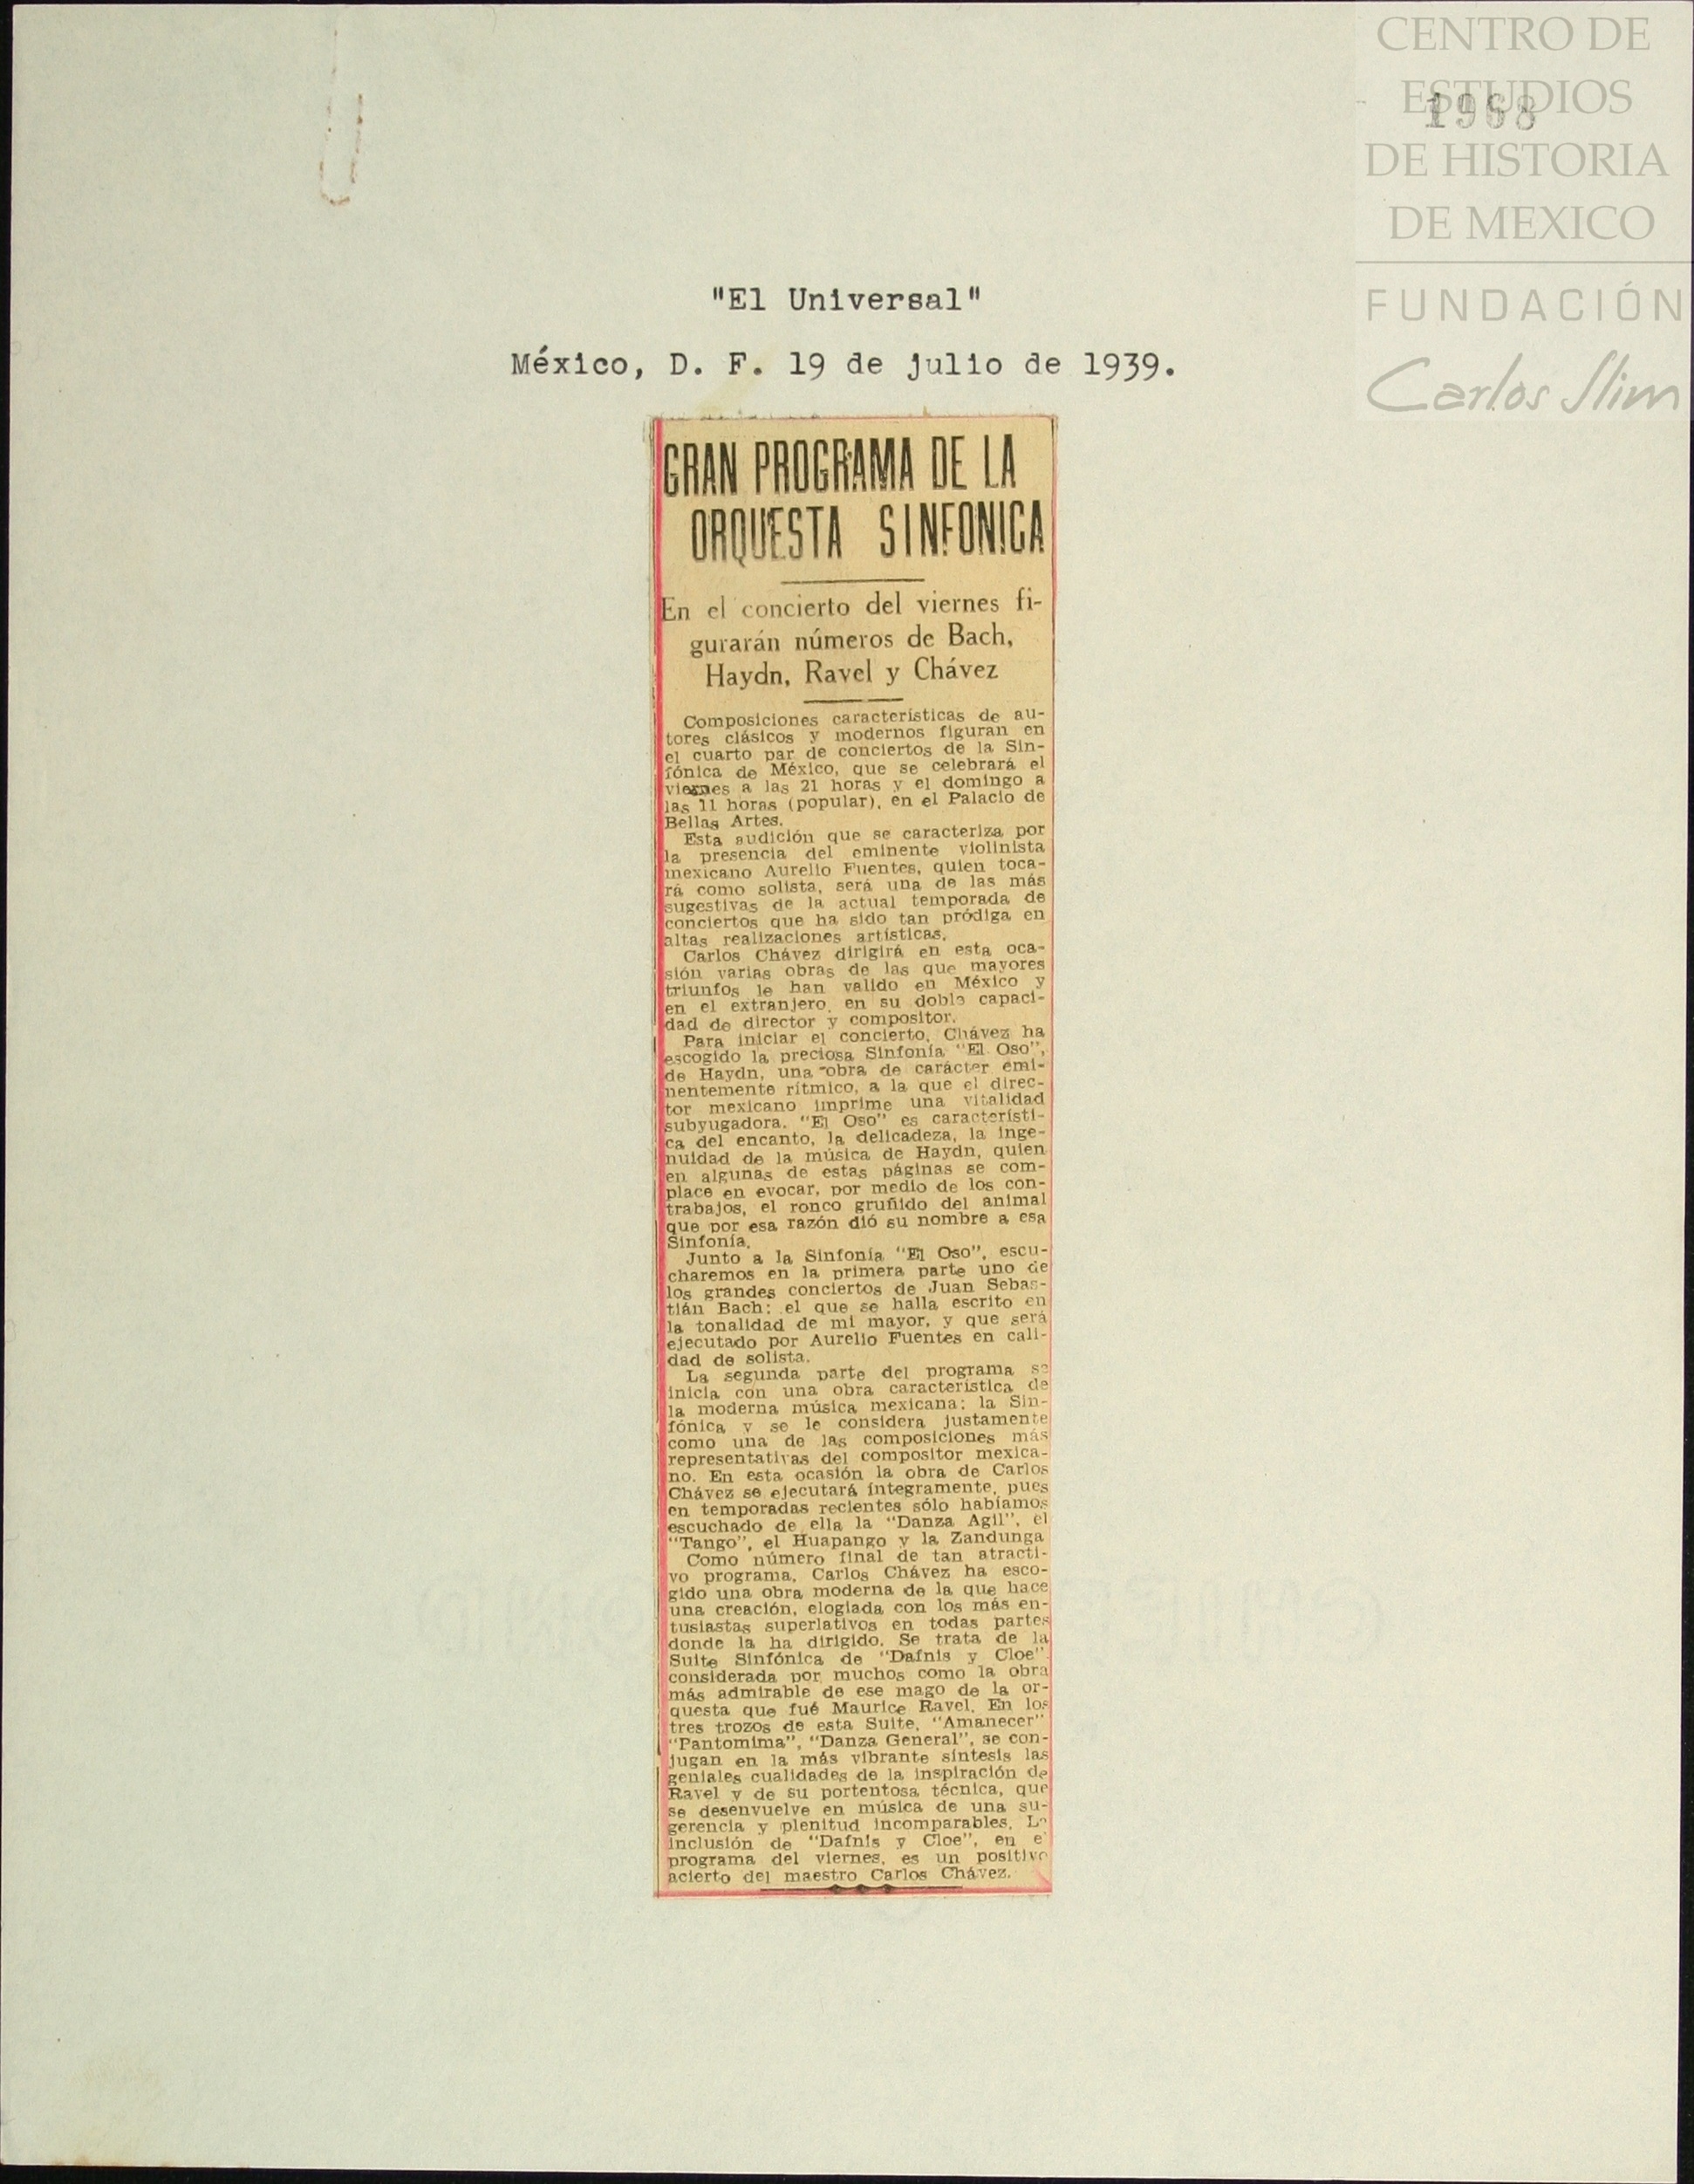 CENTRO DE
ESTUDIOS
1968
DE HISTORIA
DE MEXICO
FUNDACIÓN
Carlos Slim
"El Universal"
México, D. F. 19 de julio de 1939.
GRAN PROGRAMA DE LA
ORQUESTA SINFONICA
En el concierto del viernes fi-
gurarán números de Bach,
Haydn, Ravel y Chávez
Composiciones características de au-
tores clásicos y modernos figuran en
el cuarto par de conciertos de la Sin-
fónica de México, que se celebrará el
viernes a las 21 horas y el domingo a
las 11 horas (popular), en el Palacio de
Bellas Artes.
Esta audición que se caracteriza por
la presencia del eminente violinista
mexicano Aurelio Fuentes, quien toca-
rá como solista, será una de las más
sugestivas de la actual temporada de
conciertos que ha sido tan pródiga en
altas realizaciones artísticas.
Carlos Chávez dirigirá en esta oca-
sión varias obras de las que mayores
triunfos le han valido en México y
en el extranjero, en su doble capaci-
dad de director y compositor.
Para iniciar el concierto, Chávez ha
escogido la preciosa Sinfonía "El Oso",
de Haydn, una obra de carácter emi-
nentemente rítmico, a la que el direc-
tor mexicano imprime una vitalidad
subyugadora. "El Oso" es característi-
ca del encanto, la delicadeza, la inge-
nuidad de la música de Haydn, quien
en algunas de estas páginas se com-
place en evocar, por medio de los con-
trabajos, el ronco gruñido del animal
que por esa razón dió su nombre a esa
Sinfonía.
Junto a la Sinfonía "El Oso", escu-
charemos en la primera parte uno de
los grandes conciertos de Juan Sebas-
tián Bach: el que se halla escrito en
la tonalidad de mi mayor, y que será
ejecutado por Aurelio Fuentes en cali-
dad de solista.
La segunda parte del programa se
inicia con una obra característica de
la moderna música mexicana: la Sin-
fónica y se le considera justamente
como una de las composiciones más
representativas del compositor mexica-
no. En esta ocasión la obra de Carlos
Chávez se ejecutará íntegramente, pues
en temporadas recientes sólo habíamos
escuchado de ella la "Danza Agil", el
"Tango", el Huapango y la Zandunga
Como número final de tan atracti-
vo programa, Carlos Chávez ha esco-
gido una obra moderna de la que hace
una creación, elogiada con los más en-
tusiastas superlativos en todas partes
donde la ha dirigido. Se trata de la
Suite Sinfónica de "Dafnis y Cloe"
considerada por muchos como la obra
más admirable de ese mago de la or-
questa que fué Maurice Ravel. En los
tres trozos de esta Suite, "Amanecer"
"Pantomima", "Danza General", se con-
jugan en la más vibrante síntesis las
geniales cualidades de la inspiración de
Ravel y de su portentosa técnica, que
se desenvuelve en música de una su-
gerencia y plenitud incomparables. La
inclusión de "Dafnis y Cloe", en e
programa del viernes, es un positivo
acierto del maestro Carlos Chávez.